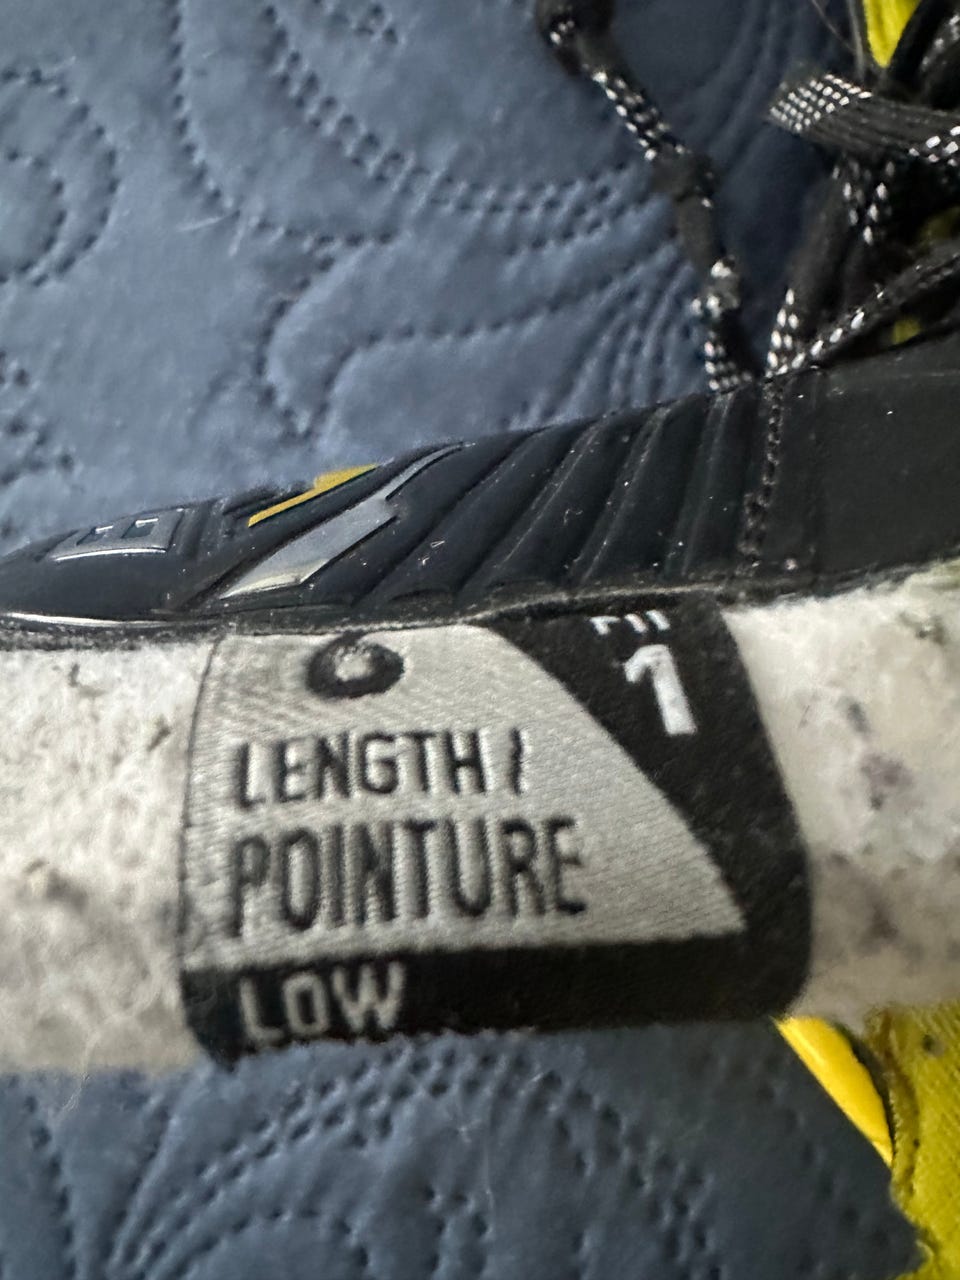 1
LENGTH/
POINTURE
LOW